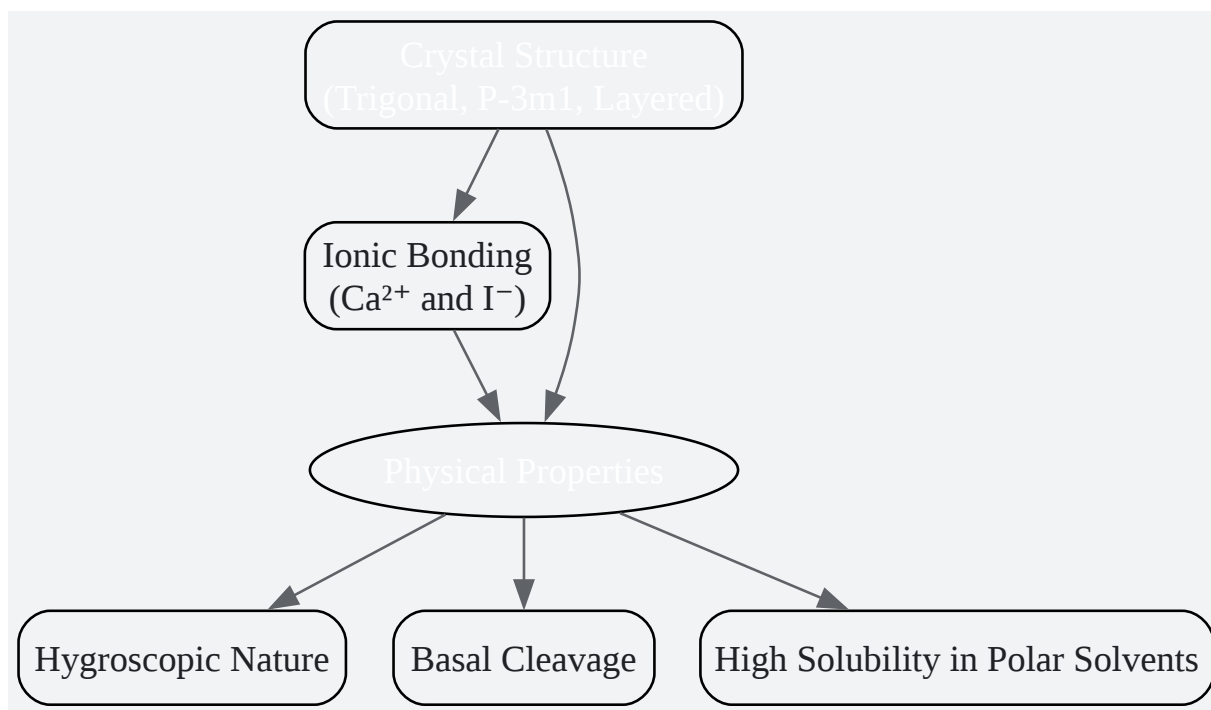 Crystal Structure
(Trigonal, P-3m1, Layered)
Ionic Bonding
(Ca²⁺ and I⁻)
Physical Properties
Hygroscopic Nature
Basal Cleavage
High Solubility in Polar Solvents